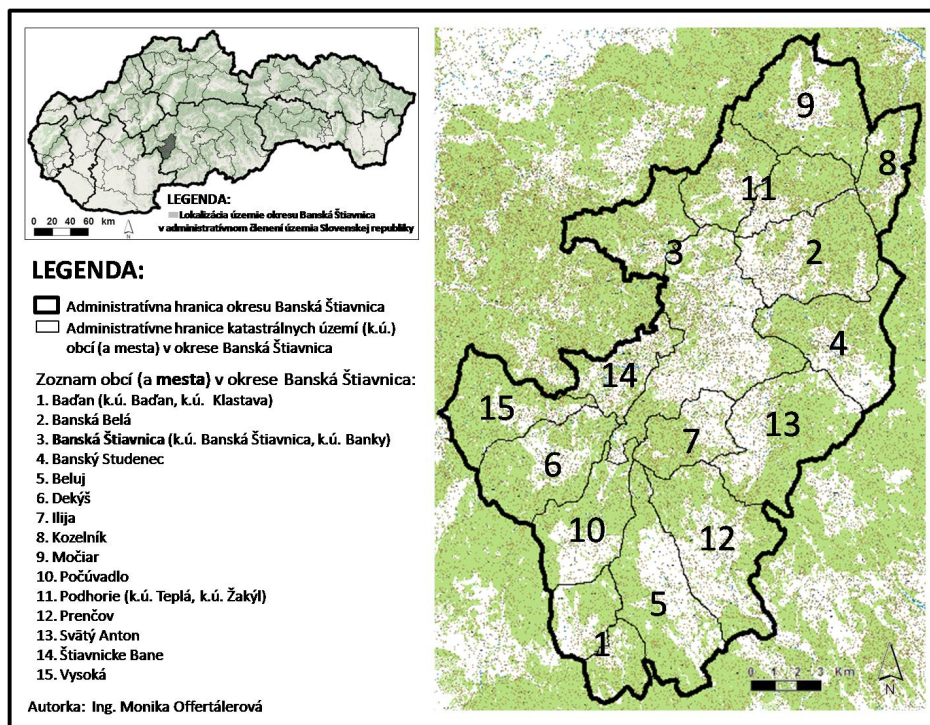 LEGENDA:
Lokalizácia územie okresu Banská Štiavnica
v administratívnom členení územia Slovenskej republiky
0 20 40 60 km
N
LEGENDA:
Administratívna hranica okresu Banská Štiavnica
Administratívne hranice katastrálnych území (k.ú.)
obcí (a mesta) v okrese Banská Štiavnica
Zoznam obcí (a mesta) v okrese Banská Štiavnica:
1. Baďan (k.ú. Baďan, k.ú. Klastava)
2. Banská Belá
3. Banská Štiavnica (k.ú. Banská Štiavnica, k.ú. Banky)
4. Banský Studenec
5. Beluj
6. Dekýš
7. Ilija
8. Kozelník
9. Močiar
10. Počúvadlo
11. Podhorie (k.ú. Teplá, k.ú. Žakýl)
12. Prenčov
13. Svätý Anton
14. Štiavnicke Bane
15. Vysoká
Autorka: Ing. Monika Offertálerová
9
8
11
3
2
4
14
15
13
7
6
10
12
5
1
0 1 2 3 Km
N